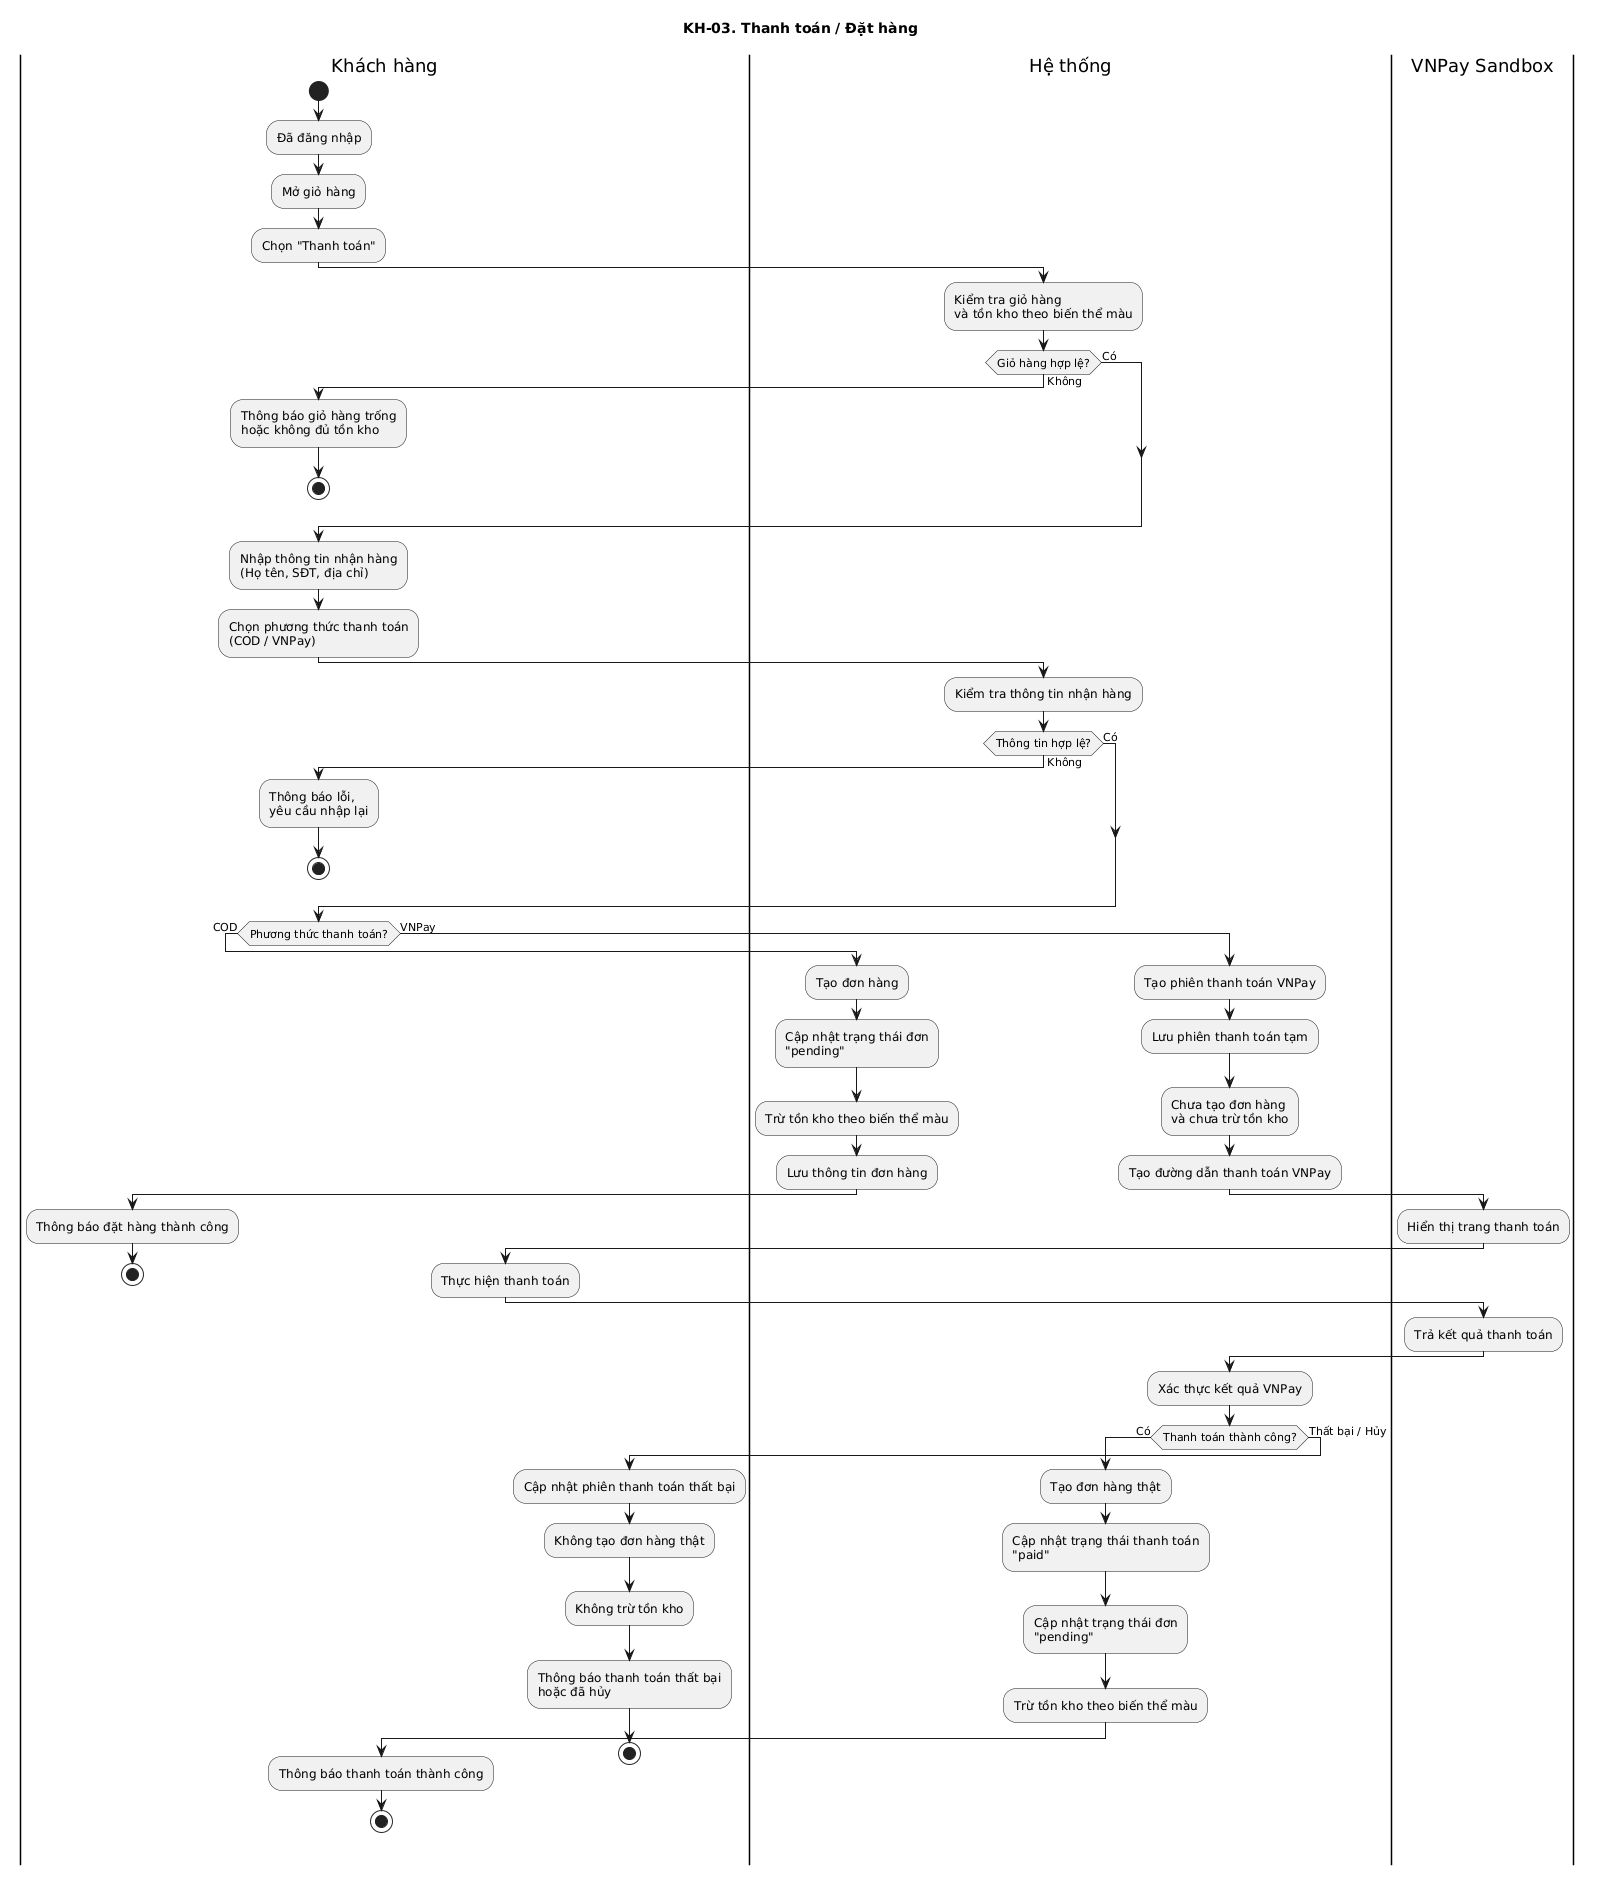 KH-03. Thanh toán / Đặt hàng
Khách hàng
Hệ thống
VNPay Sandbox
Đã đăng nhập
Mở giỏ hàng
Chọn "Thanh toán"
Kiểm tra giỏ hàng
và tồn kho theo biến thể màu
Giỏ hàng hợp lệ?
Có
Không
Thông báo giỏ hàng trống
hoặc không đủ tồn kho
Nhập thông tin nhận hàng
(Họ tên, SĐT, địa chỉ)
Chọn phương thức thanh toán
(COD / VNPay)
Kiểm tra thông tin nhận hàng
Thông tin hợp lệ?
Có
Không
Thông báo lỗi,
yêu cầu nhập lại
COD
Phương thức thanh toán?
VNPay
Tạo đơn hàng
Tạo phiên thanh toán VNPay
Cập nhật trạng thái đơn
"pending"
Lưu phiên thanh toán tạm
Trừ tồn kho theo biến thể màu
Chưa tạo đơn hàng
và chưa trừ tồn kho
Lưu thông tin đơn hàng
Tạo đường dẫn thanh toán VNPay
Thông báo đặt hàng thành công
Hiển thị trang thanh toán
Thực hiện thanh toán
Trả kết quả thanh toán
Xác thực kết quả VNPay
Có
Thanh toán thành công?
Thất bại / Hủy
Cập nhật phiên thanh toán thất bại
Tạo đơn hàng thật
Không tạo đơn hàng thật
Cập nhật trạng thái thanh toán
"paid"
Không trừ tồn kho
Cập nhật trạng thái đơn
"pending"
Thông báo thanh toán thất bại
hoặc đã hủy
Trừ tồn kho theo biến thể màu
Thông báo thanh toán thành công